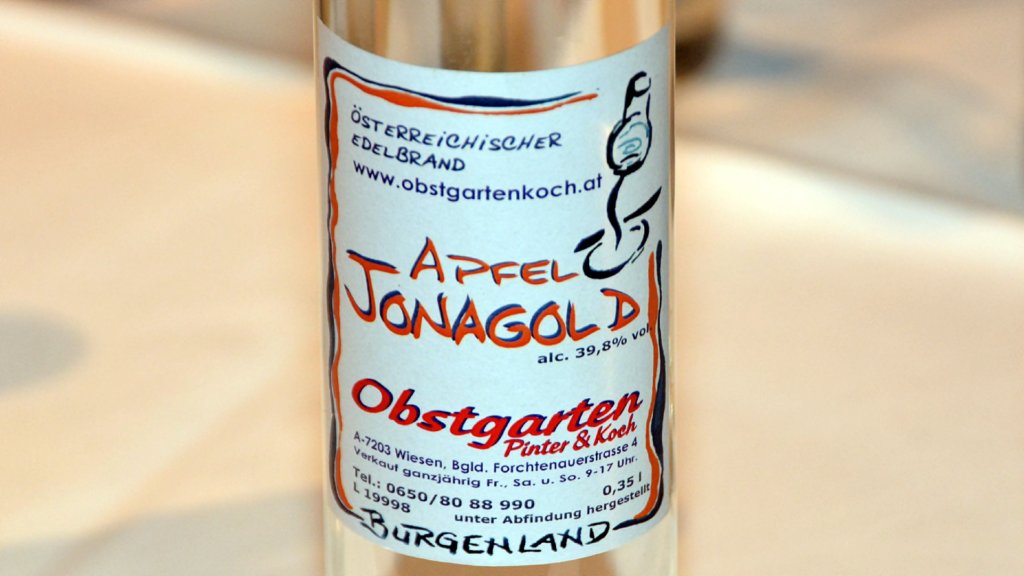 ÖSTERREICHISCHER
EDELBRAND
www.obstgartenkoch.at
APFEL
JONAGOLD
alc. 39,8% vol.
Obstgarten
Pinter & Koch
A-7203 Wiesen, Bgld. Forchtenauerstrasse 4
Verkauf ganzjährig Fr., Sa. u. So. 9-17 Uhr.
Tel.: 0650/80 88 990 0,35 l
L 19998 unter Abfindung hergestellt
BURGENLAND